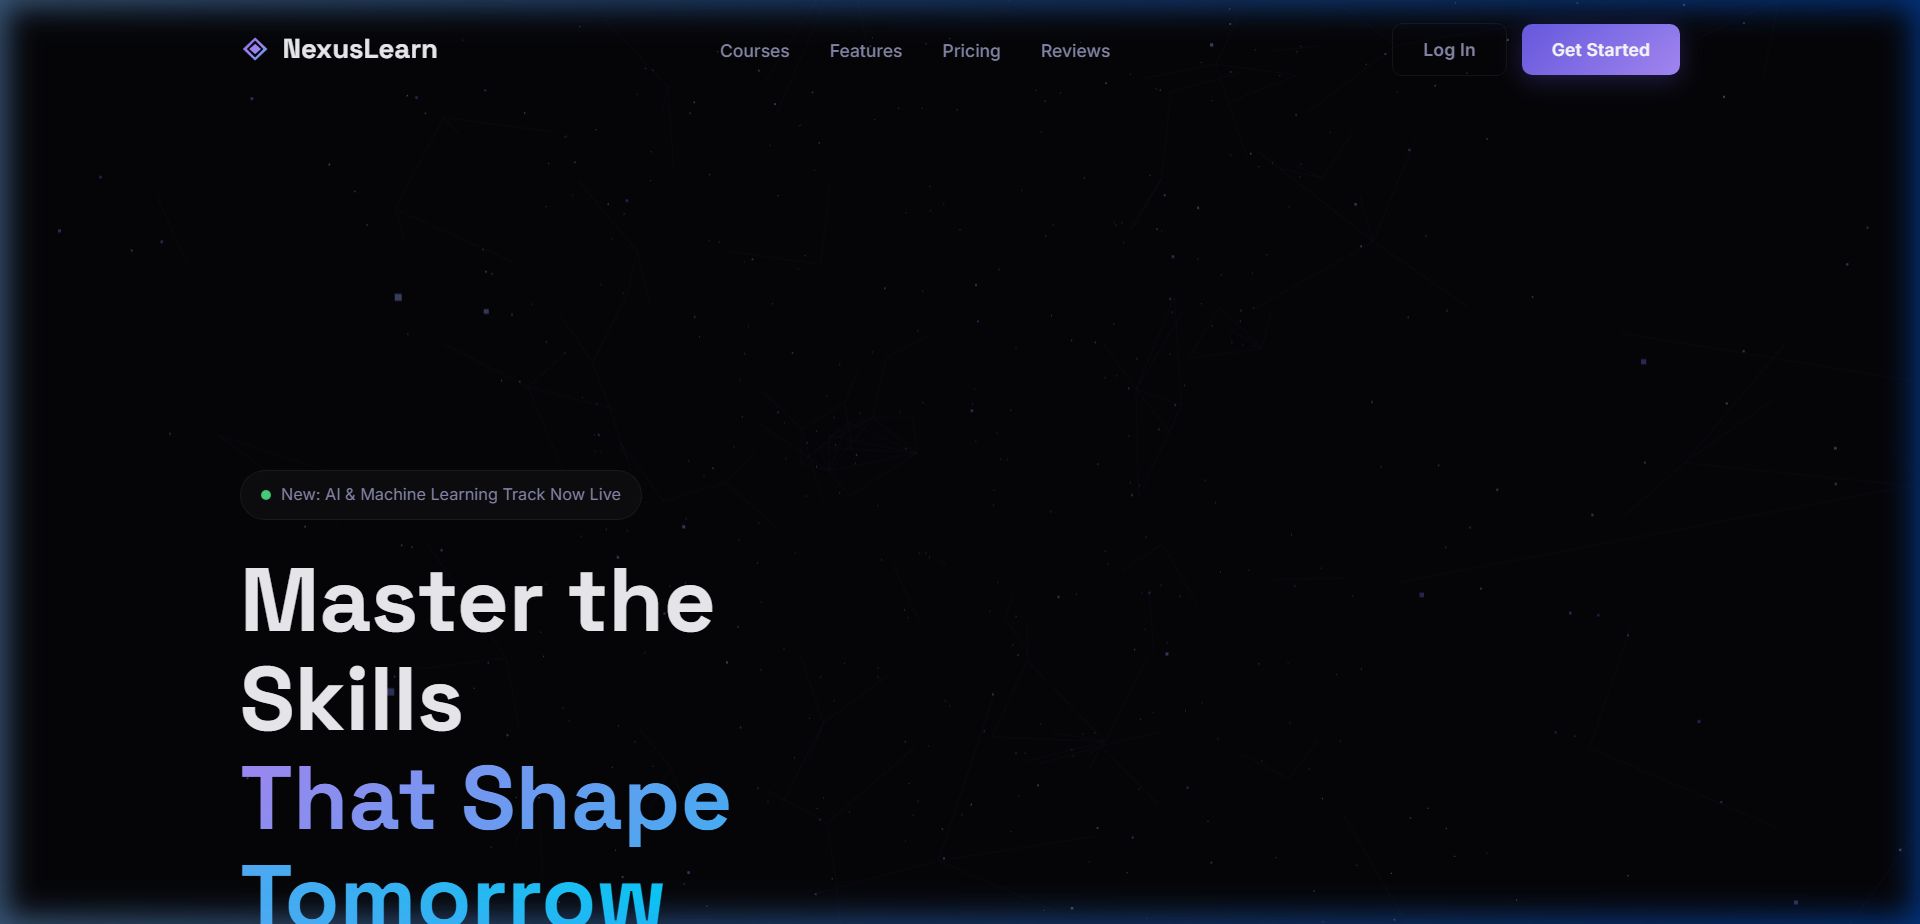 NexusLearn
Courses
Features
Pricing
Reviews
Log In
Get Started
New: AI & Machine Learning Track Now Live
Master the
Skills
That Shape
Tomorrow